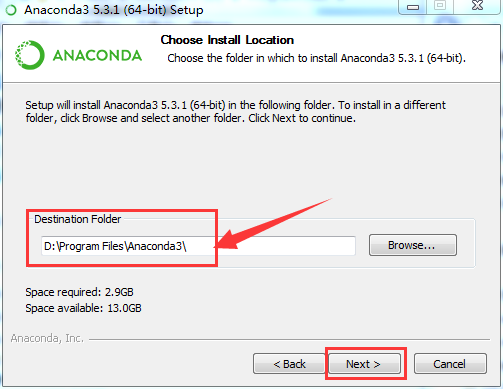 Anaconda3 5.3.1 (64-bit) Setup
ANACONDA
Choose Install Location
Choose the folder in which to install Anaconda3 5.3.1 (64-bit).
Setup will install Anaconda3 5.3.1 (64-bit) in the following folder. To install in a different
folder, click Browse and select another folder. Click Next to continue.
Destination Folder
D:\Program Files\Anaconda3\
Browse...
Space required: 2.9GB
Space available: 13.0GB
Anaconda, Inc.
< Back
Next >
Cancel